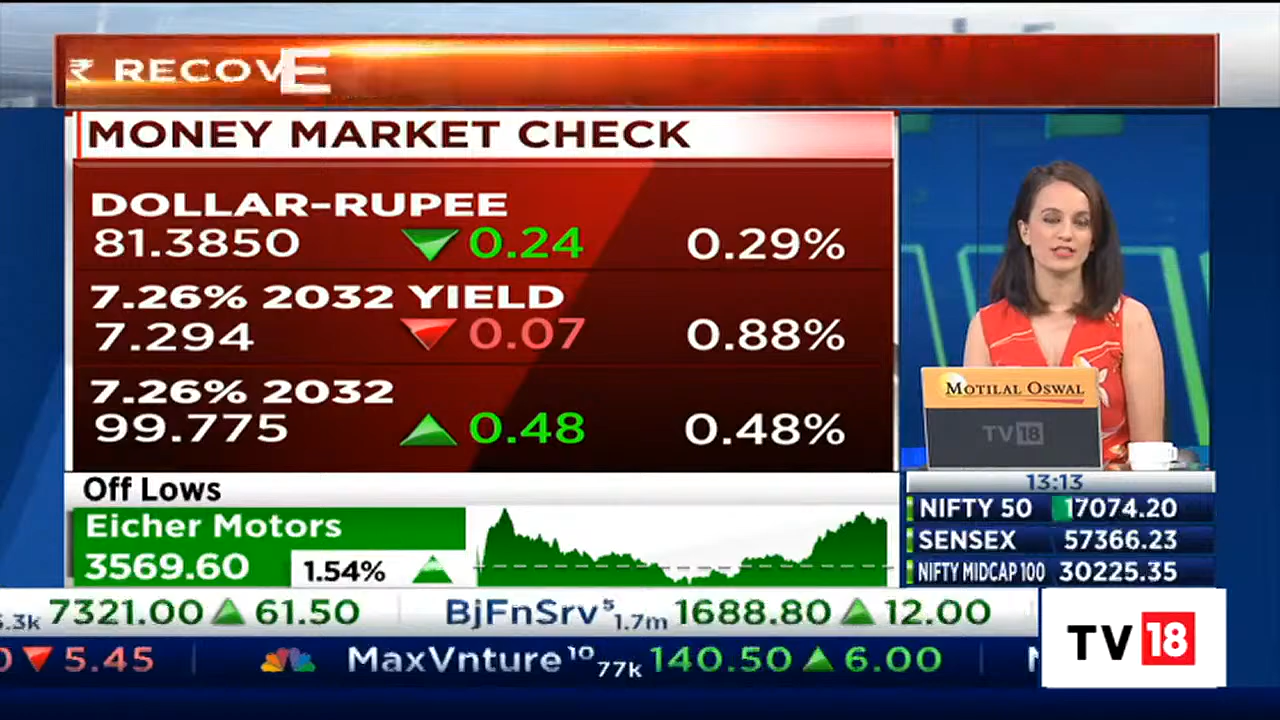 ₹ RECOVE
MONEY MARKET CHECK
DOLLAR-RUPEE
81.3850 ▼ 0.24 0.29%
7.26% 2032 YIELD
7.294 ▼ 0.07 0.88%
7.26% 2032
99.775 ▲ 0.48 0.48%
MOTILAL OSWAL
TV18
13:13
NIFTY 50 17074.20
SENSEX 57366.23
NIFTY MIDCAP 100 30225.35
Off Lows
Eicher Motors
3569.60 1.54% ▲
.3k 7321.00 ▲ 61.50 BjFnSrv⁵ 1.7m 1688.80 ▲ 12.00
▼ 5.45 MaxVnture¹⁰ 77k 140.50 ▲ 6.00
TV18